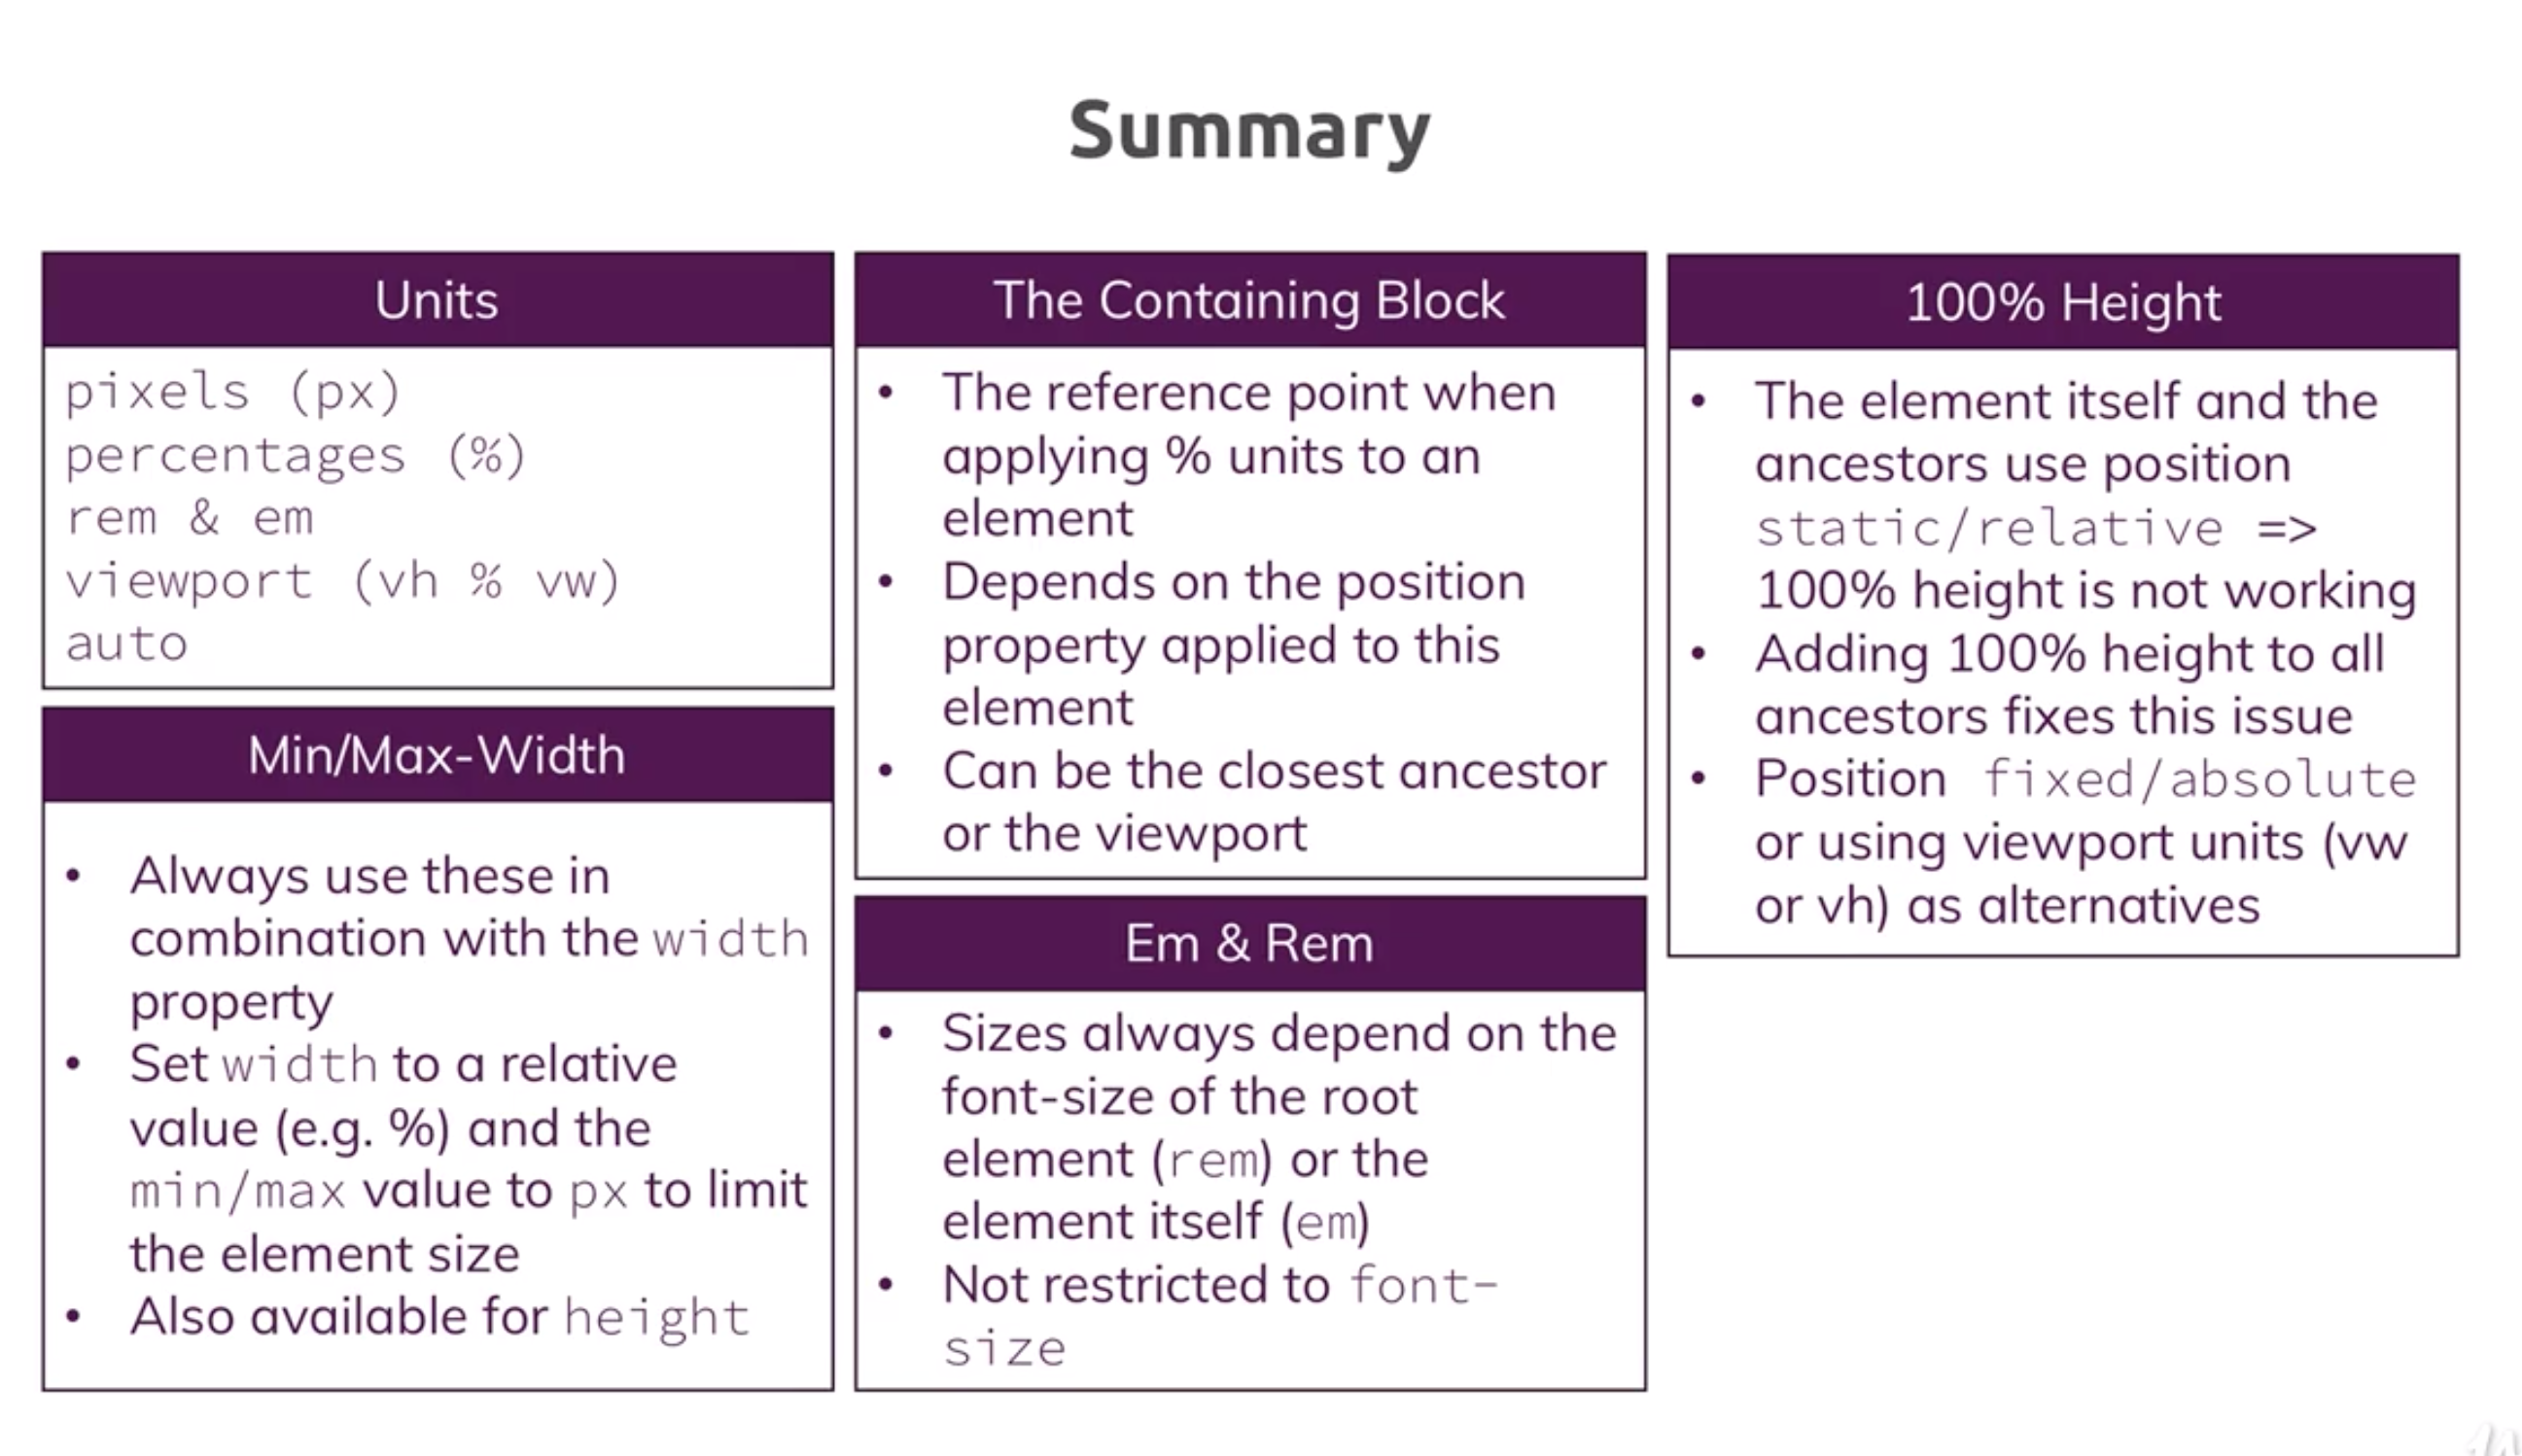 Summary
Units
pixels (px)
percentages (%)
rem & em
viewport (vh % vw)
auto
Min/Max-Width
• Always use these in
combination with the width
property
• Set width to a relative
value (e.g. %) and the
min/max value to px to limit
the element size
• Also available for height
The Containing Block
• The reference point when
applying % units to an
element
• Depends on the position
property applied to this
element
• Can be the closest ancestor
or the viewport
Em & Rem
• Sizes always depend on the
font-size of the root
element (rem) or the
element itself (em)
• Not restricted to font-
size
100% Height
• The element itself and the
ancestors use position
static/relative =>
100% height is not working
• Adding 100% height to all
ancestors fixes this issue
• Position fixed/absolute
or using viewport units (vw
or vh) as alternatives